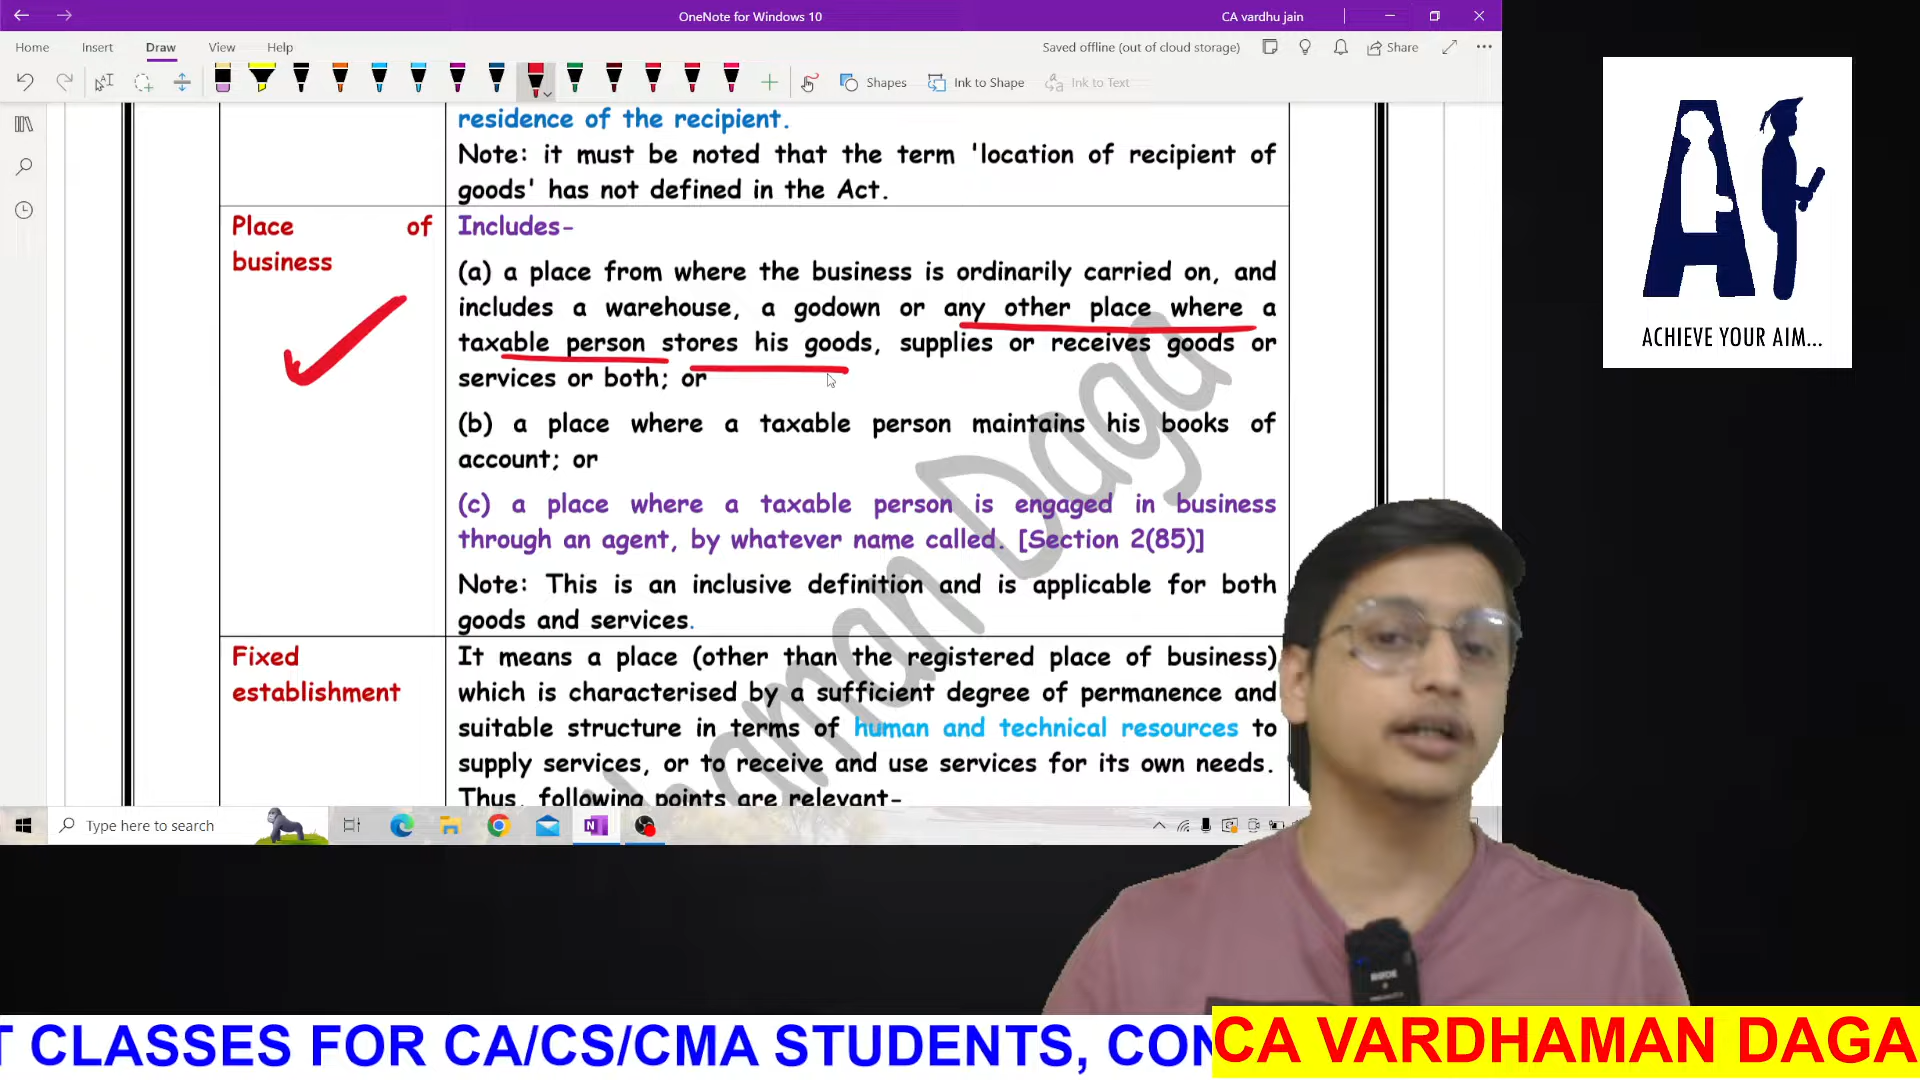 OneNote for Windows 10
CA vardhu jain
Home Insert Draw View Help
Saved offline (out of cloud storage)
Share
Shapes
Ink to Shape
Ink to Text
residence of the recipient.
Note: it must be noted that the term 'location of recipient of
goods' has not defined in the Act.
Place of
business
Includes-
(a) a place from where the business is ordinarily carried on, and
includes a warehouse, a godown or any other place where a
taxable person stores his goods, supplies or receives goods or
services or both; or
(b) a place where a taxable person maintains his books of
account; or
(c) a place where a taxable person is engaged in business
through an agent, by whatever name called. [Section 2(85)]
Note: This is an inclusive definition and is applicable for both
goods and services.
Fixed
establishment
It means a place (other than the registered place of business)
which is characterised by a sufficient degree of permanence and
suitable structure in terms of human and technical resources to
supply services, or to receive and use services for its own needs.
Thus, following points are relevant-
Daga
Type here to search
ACHIEVE YOUR AIM...
T CLASSES FOR CA/CS/CMA STUDENTS, CON
CA VARDHAMAN DAGA